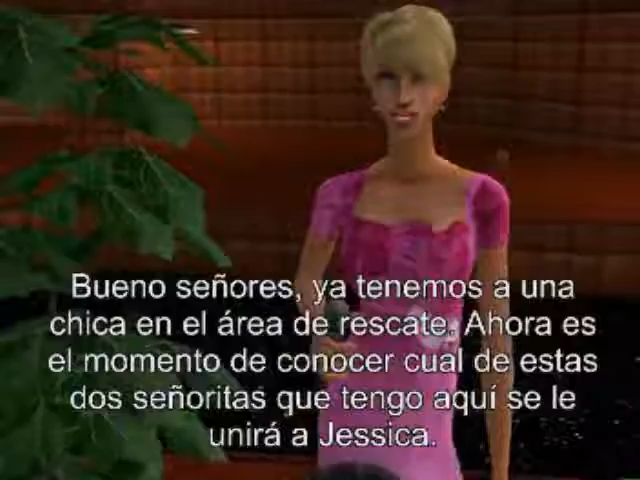 Bueno señores, ya tenemos a una
chica en el área de rescate. Ahora es
el momento de conocer cual de estas
dos señoritas que tengo aquí se le
unirá a Jessica.